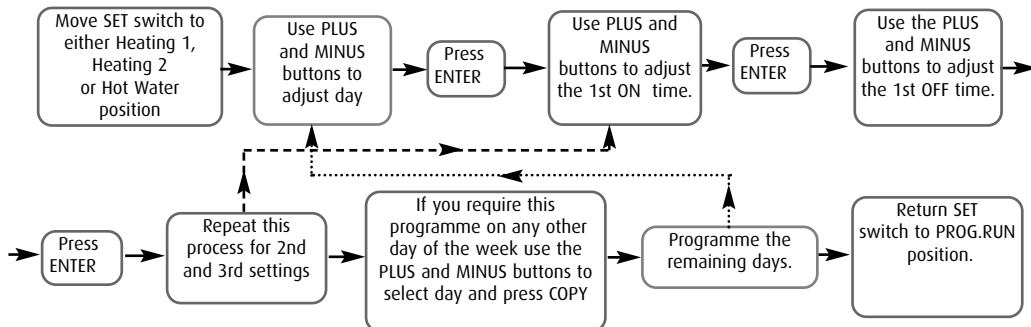 Move SET switch to
either Heating 1,
Heating 2
or Hot Water
position
Use PLUS
and MINUS
buttons to
adjust day
Press
ENTER
Use PLUS
and MINUS
buttons to adjust
the 1st ON time.
Press
ENTER
Use the PLUS
and MINUS
buttons to adjust
the 1st OFF time.
Press
ENTER
Repeat this
process for 2nd
and 3rd settings
If you require this
programme on any other
day of the week use the
PLUS and MINUS buttons to
select day and press COPY
Programme the
remaining days.
Return SET
switch to PROG.RUN
position.